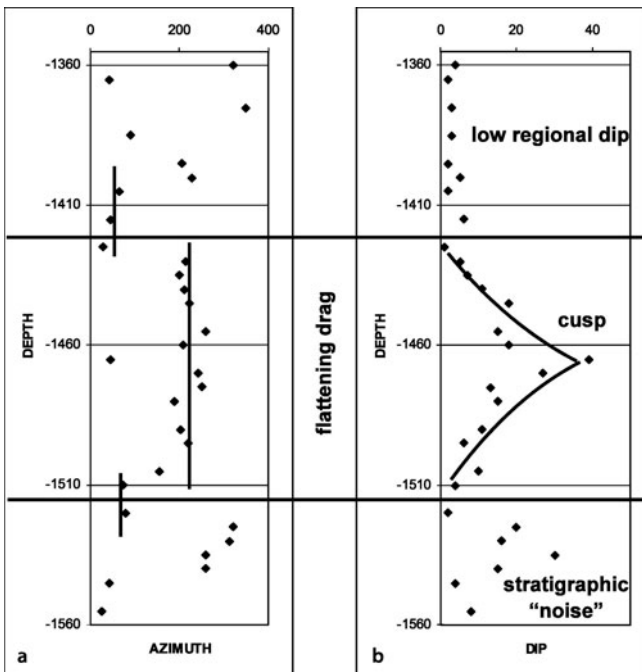 0 200 400
-1360
-1410
-1460
-1510
-1560
DEPTH
AZIMUTH
a
flattening drag
0 20 40
-1360
-1410
-1460
-1510
-1560
DEPTH
low regional dip
cusp
stratigraphic
“noise”
b
DIP